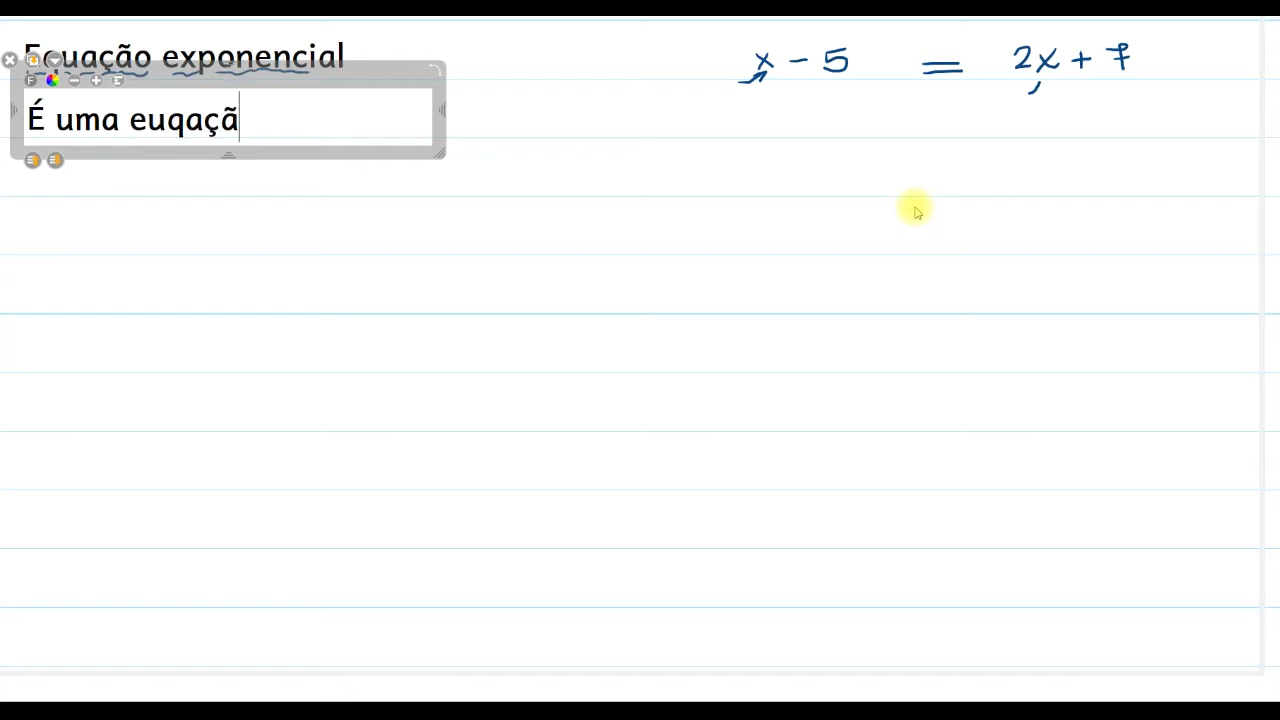 Equação exponencial
x - 5 = 2x + 7
É uma euqaçã